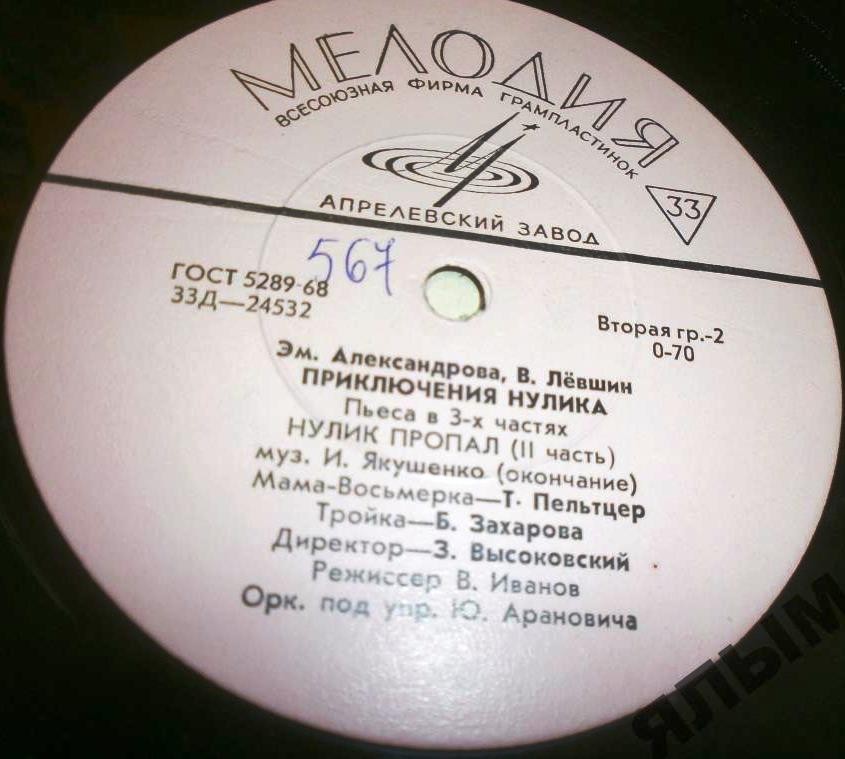 МЕЛОДИЯ
ВСЕСОЮЗНАЯ ФИРМА ГРАМПЛАСТИНОК
33
АПРЕЛЕВСКИЙ ЗАВОД
567
ГОСТ 5289-68
33Д—24532
Вторая гр.-2
0-70
Эм. Александрова, В. Лёвшин
ПРИКЛЮЧЕНИЯ НУЛИКА
Пьеса в 3-х частях
НУЛИК ПРОПАЛ (II часть)
муз. И. Якушенко (окончание)
Мама-Восьмерка—Т. Пельтцер
Тройка—Б. Захарова
Директор—З. Высоковский
Режиссер В. Иванов
Орк. под упр. Ю. Арановича